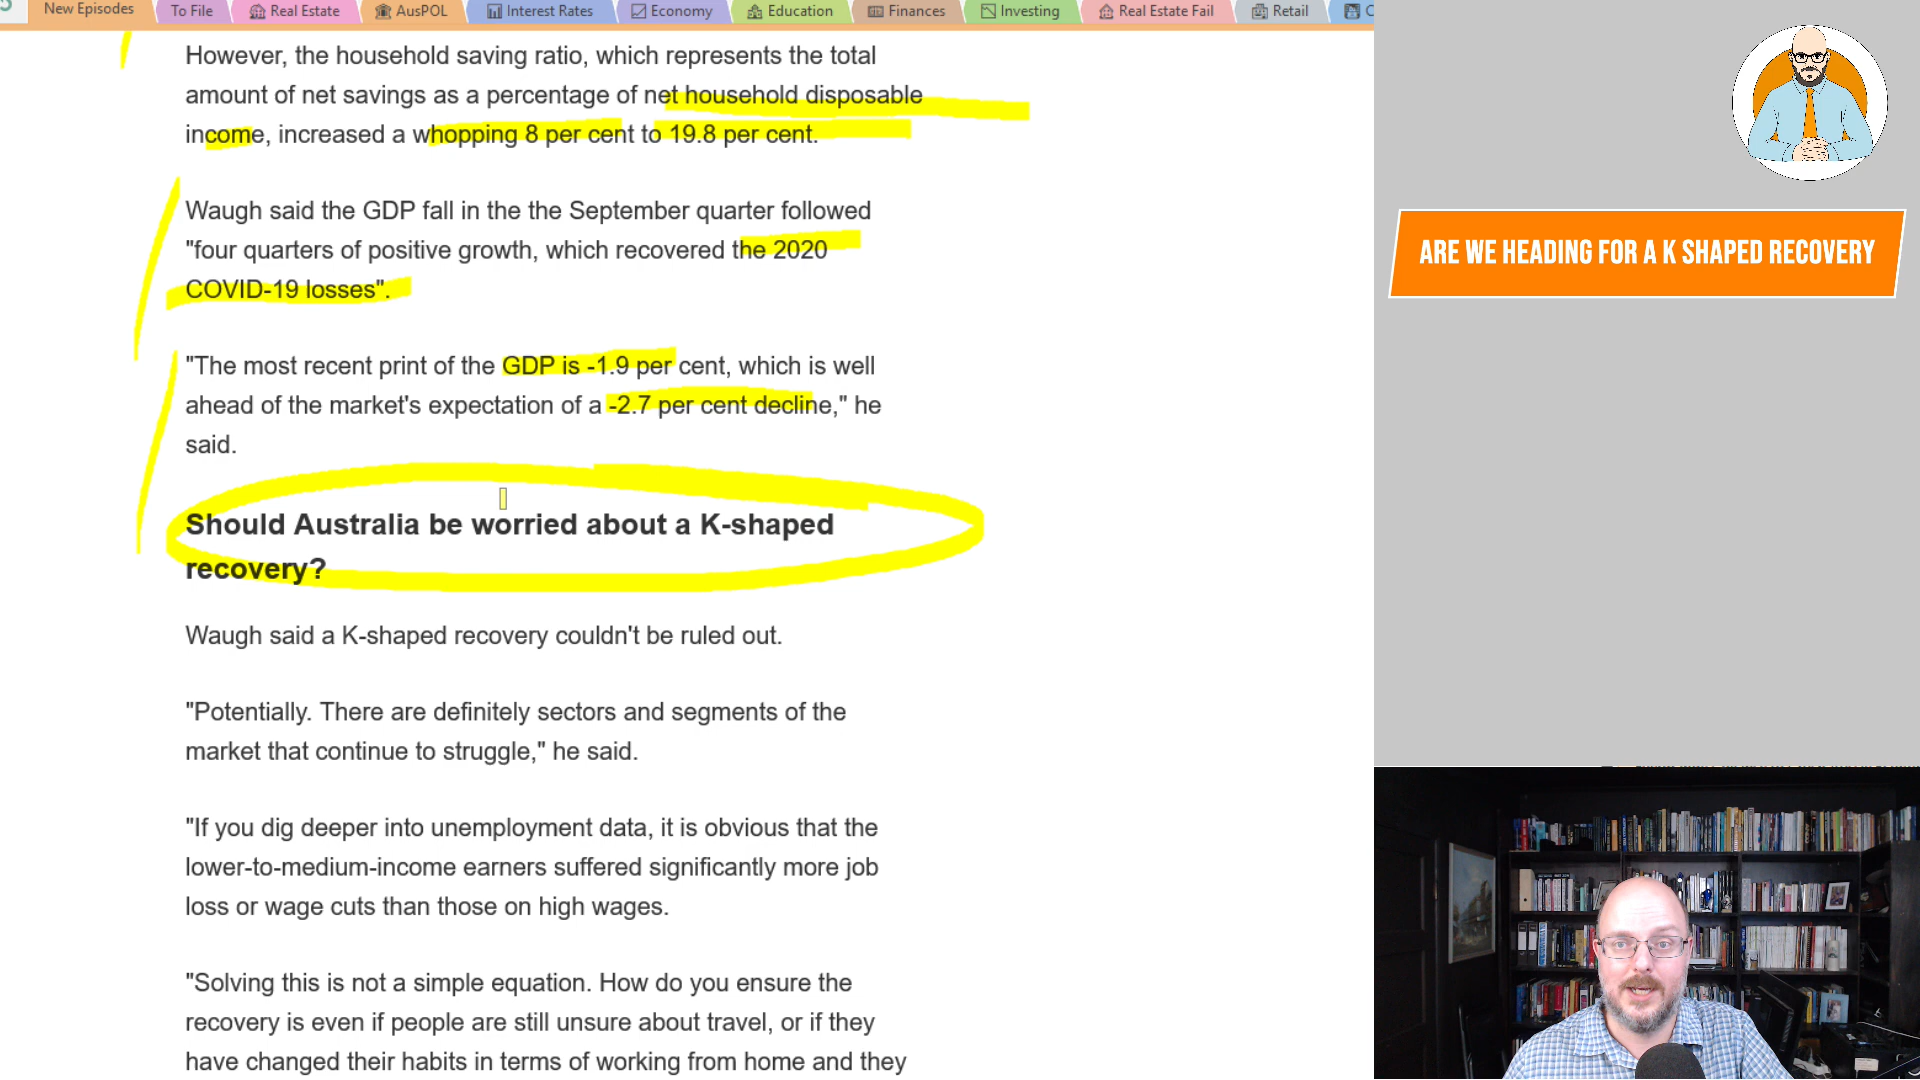 New Episodes
To File
Real Estate
AusPOL
Interest Rates
Economy
Education
Finances
Investing
Real Estate Fail
Retail
C
However, the household saving ratio, which represents the total
amount of net savings as a percentage of net household disposable
income, increased a whopping 8 per cent to 19.8 per cent.
Waugh said the GDP fall in the the September quarter followed
"four quarters of positive growth, which recovered the 2020
COVID-19 losses".
"The most recent print of the GDP is -1.9 per cent, which is well
ahead of the market's expectation of a -2.7 per cent decline," he
said.
Should Australia be worried about a K-shaped
recovery?
Waugh said a K-shaped recovery couldn't be ruled out.
"Potentially. There are definitely sectors and segments of the
market that continue to struggle," he said.
"If you dig deeper into unemployment data, it is obvious that the
lower-to-medium-income earners suffered significantly more job
loss or wage cuts than those on high wages.
"Solving this is not a simple equation. How do you ensure the
recovery is even if people are still unsure about travel, or if they
have changed their habits in terms of working from home and they
ARE WE HEADING FOR A K SHAPED RECOVERY